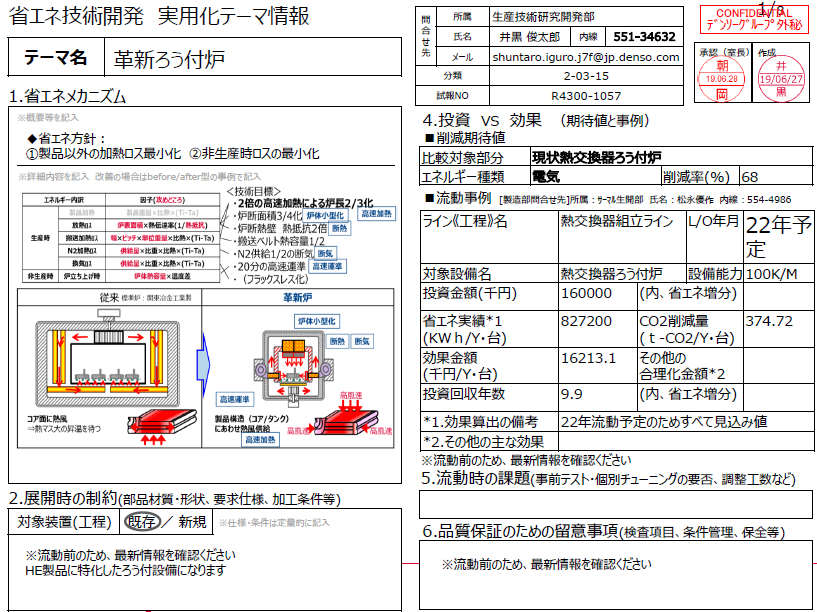 省エネ技術開発 実用化テーマ情報
テーマ名 革新ろう付炉
問合せ先
所属 生産技術研究開発部
氏名 井黒 俊太郎 内線 551-34632
メール shuntaro.iguro.j7f@jp.denso.com
分類 2-03-15
試報NO R4300-1057
CONFIDENTIAL
デンソーグループ外秘
承認（室長） 作成
朝 19.06.28 岡
井 19/06/27 黒
1.省エネメカニズム
※概要等を記入
◆省エネ方針：
①製品以外の加熱ロス最小化 ②非生産時ロスの最小化
※詳細内容を記入 改善の場合はbefore/after型の事例で記入
エネルギー内訳 因子(攻めどころ)
生産時
製品加熱 製品重量×比熱×(Ti-Ta)
放熱ﾛｽ 炉表面積×熱伝達率(1/熱抵抗)
搬送加熱ﾛｽ 幅×ピッチ×単位重量×比熱×(Ti-Ta)
N2加熱ﾛｽ 供給量×比重×比熱×(Ti-Ta)
換気ﾛｽ 供給量×比重×比熱×(Ti-Ta)
非生産時 炉立ち上げ時 炉体熱容量×温度差
＜技術目標＞
・2倍の高速加熱による炉長2/3化
高速加熱
・炉断面積3/4化 炉体小型化
・炉断熱壁 熱抵抗2倍 断熱
・搬送ベルト熱容量1/2
・N2供給1/2の断気 断気
・20分の高速運準 高速運準
・（フラックスレス化）
従来 標準炉：関東冶金工業製
革新炉
炉体小型化
断熱 断気
高速運準
コア面に熱風
⇒熱マス大の昇温を待つ
製品構造（コア/タンク）
にあわせ熱風供給
高速加熱
高風速
高風速
高風速
2.展開時の制約(部品材質・形状、要求仕様、加工条件等)
対象装置(工程) 既存 ／ 新規 ※仕様・条件は定量的に記入
※流動前のため、最新情報を確認ください
HE製品に特化したろう付設備になります
4.投資 VS 効果 （期待値と事例）
■削減期待値
比較対象部分 現状熱交換器ろう付炉
エネルギー種類 電気 削減率(%) 68
■流動事例 [製造部問合せ先]所属：ｻｰﾏﾙ生開部 氏名：松永優作 内線：554-4986
ライン《工程》名 熱交換器組立ライン L/O年月 22年予定
対象設備名 熱交換器ろう付炉 設備能力 100K/M
投資金額(千円) 160000 (内、省エネ増分)
省エネ実績*1 (KWｈ/Y・台) 827200 CO2削減量 (ｔ-CO2/Y・台) 374.72
効果金額 (千円/Y・台) 16213.1 その他の 合理化金額*2
投資回収年数 9.9 (内、省エネ増分)
*1.効果算出の備考 22年流動予定のためすべて見込み値
*2.その他の主な効果
※流動前のため、最新情報を確認ください
5.流動時の課題(事前テスト・個別チューニングの要否、調整工数など)
6.品質保証のための留意事項(検査項目、条件管理、保全等)
※流動前のため、最新情報を確認ください